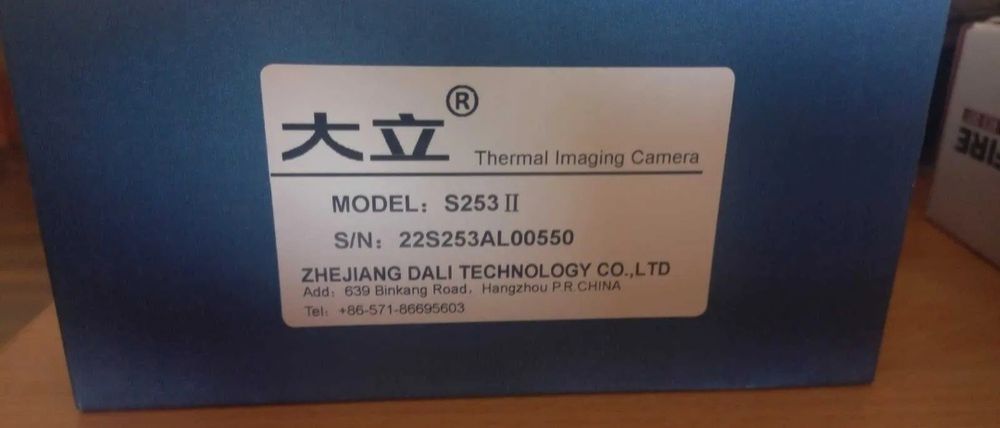 大立®
Thermal Imaging Camera
MODEL：S253Ⅱ
S/N：22S253AL00550
ZHEJIANG DALI TECHNOLOGY CO.,LTD
Add：639 Binkang Road，Hangzhou P.R.CHINA
Tel：+86-571-86695603